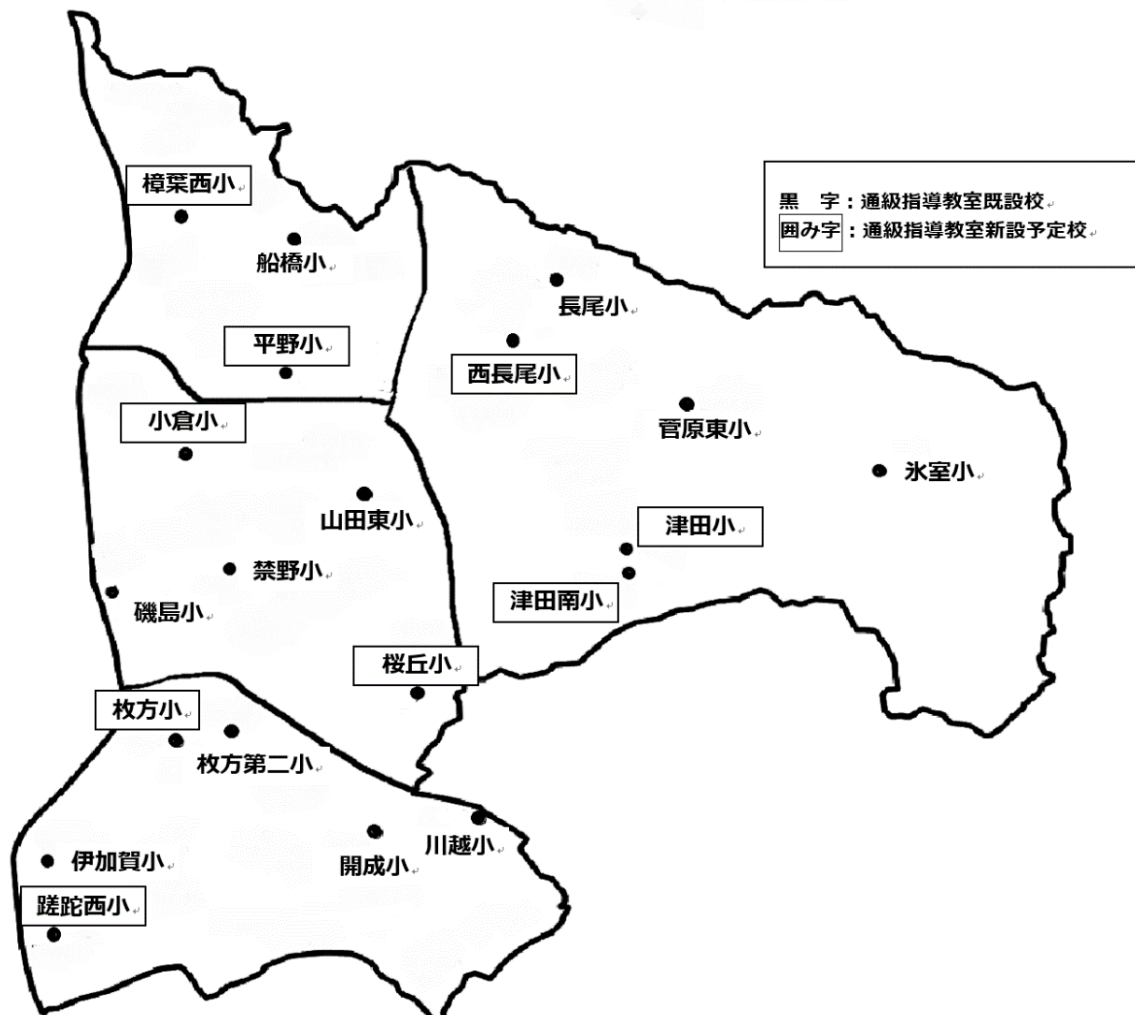 樟葉西小
黒　字：通級指導教室既設校
囲み字：通級指導教室新設予定校
船橋小
長尾小
平野小
西長尾小
小倉小
菅原東小
氷室小
山田東小
津田小
禁野小
磯島小
津田南小
桜丘小
枚方小
枚方第二小
川越小
伊加賀小
開成小
蹉跎西小